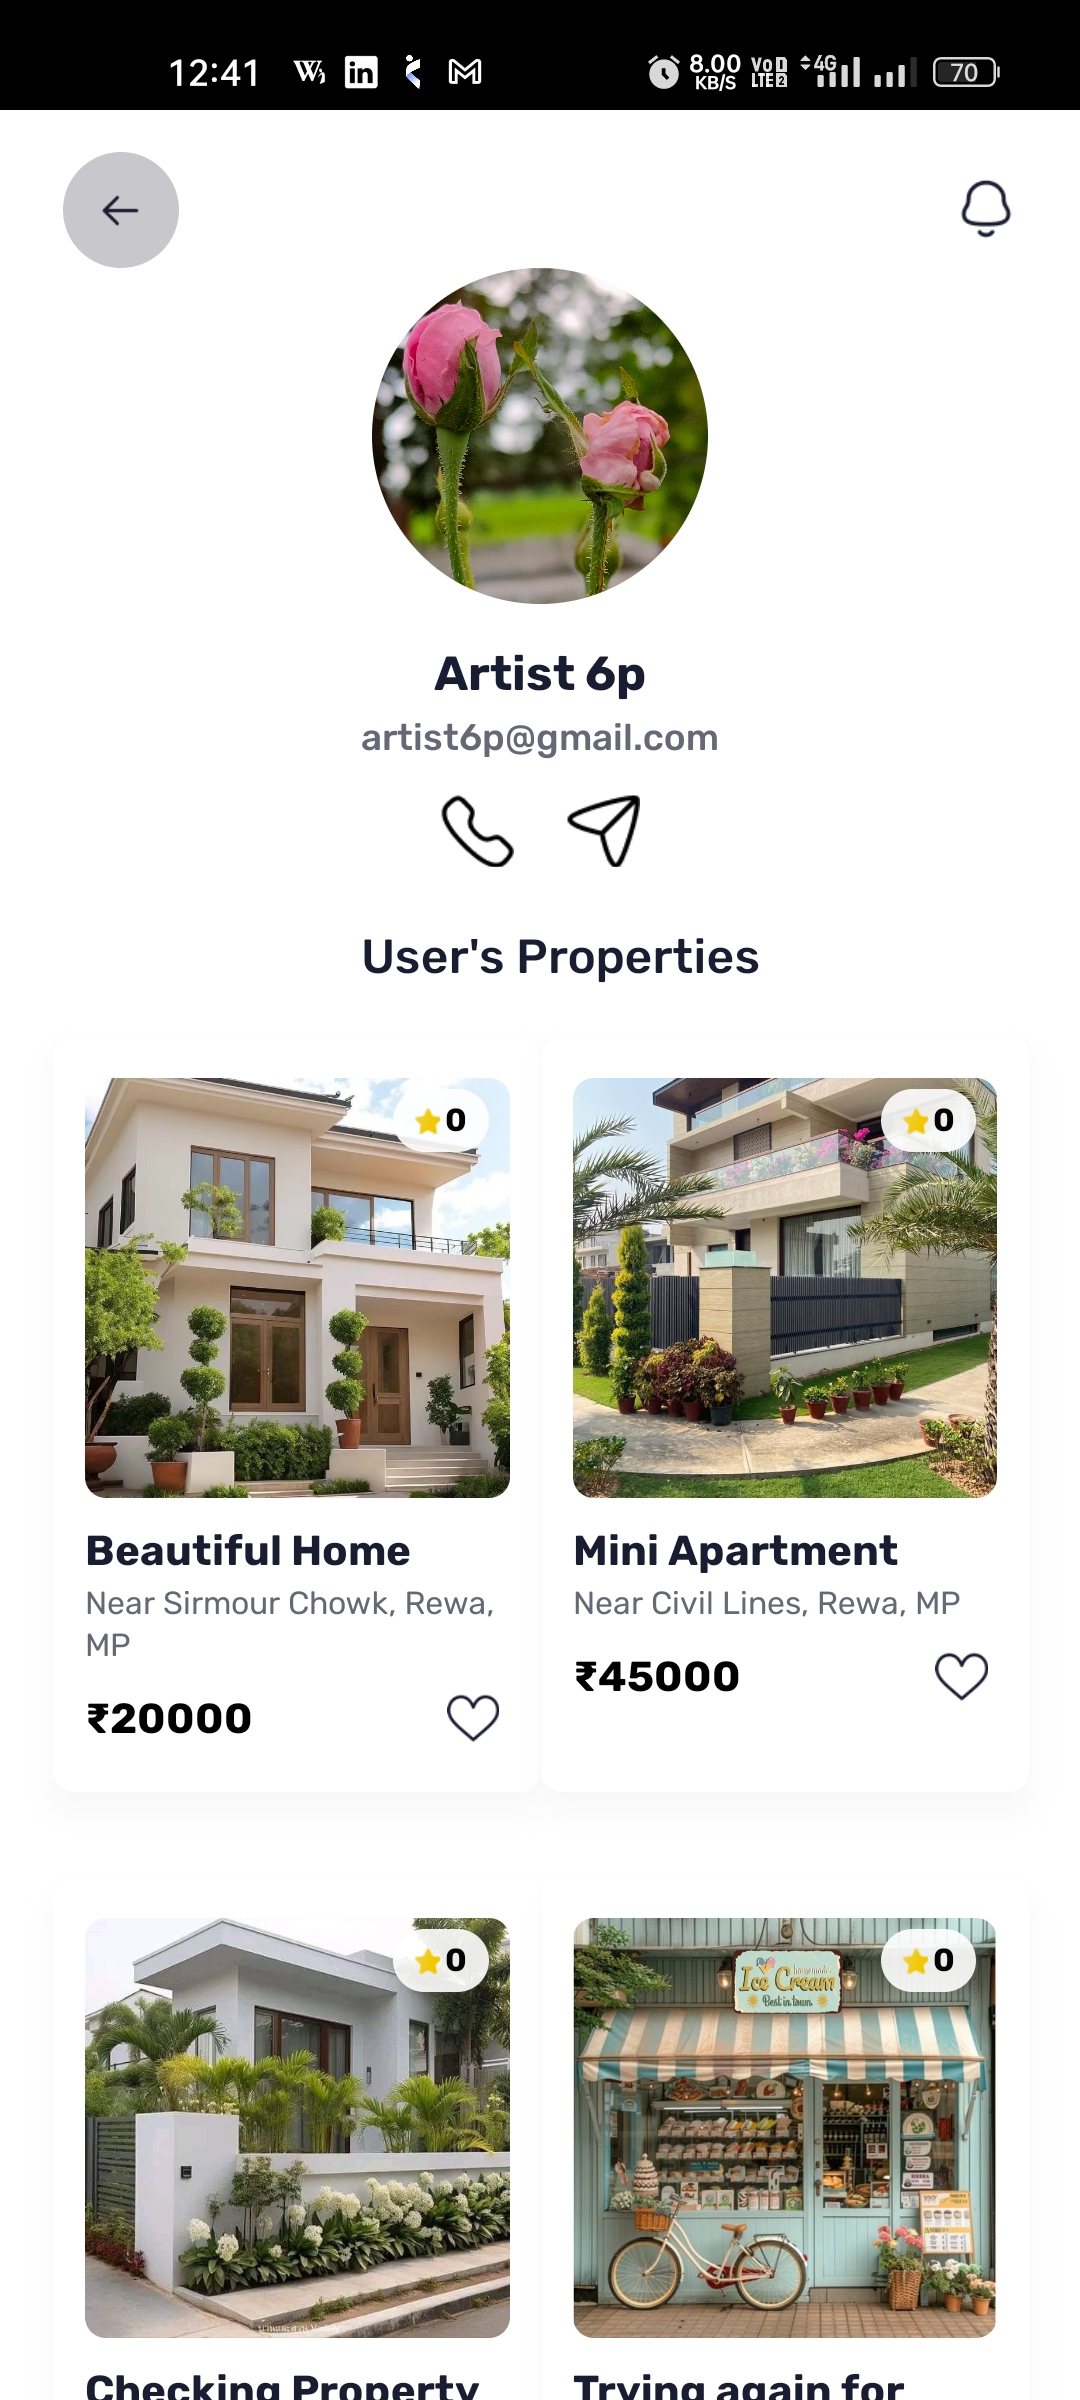 12:41
8.00
KB/S
Vo
LTE 2
4G
70
Artist 6p
artist6p@gmail.com
User's Properties
0
0
Beautiful Home
Mini Apartment
Near Sirmour Chowk, Rewa,
MP
Near Civil Lines, Rewa, MP
₹20000
₹45000
0
0
homemade
Ice Cream
Best in town
Checking Property
Trying again for